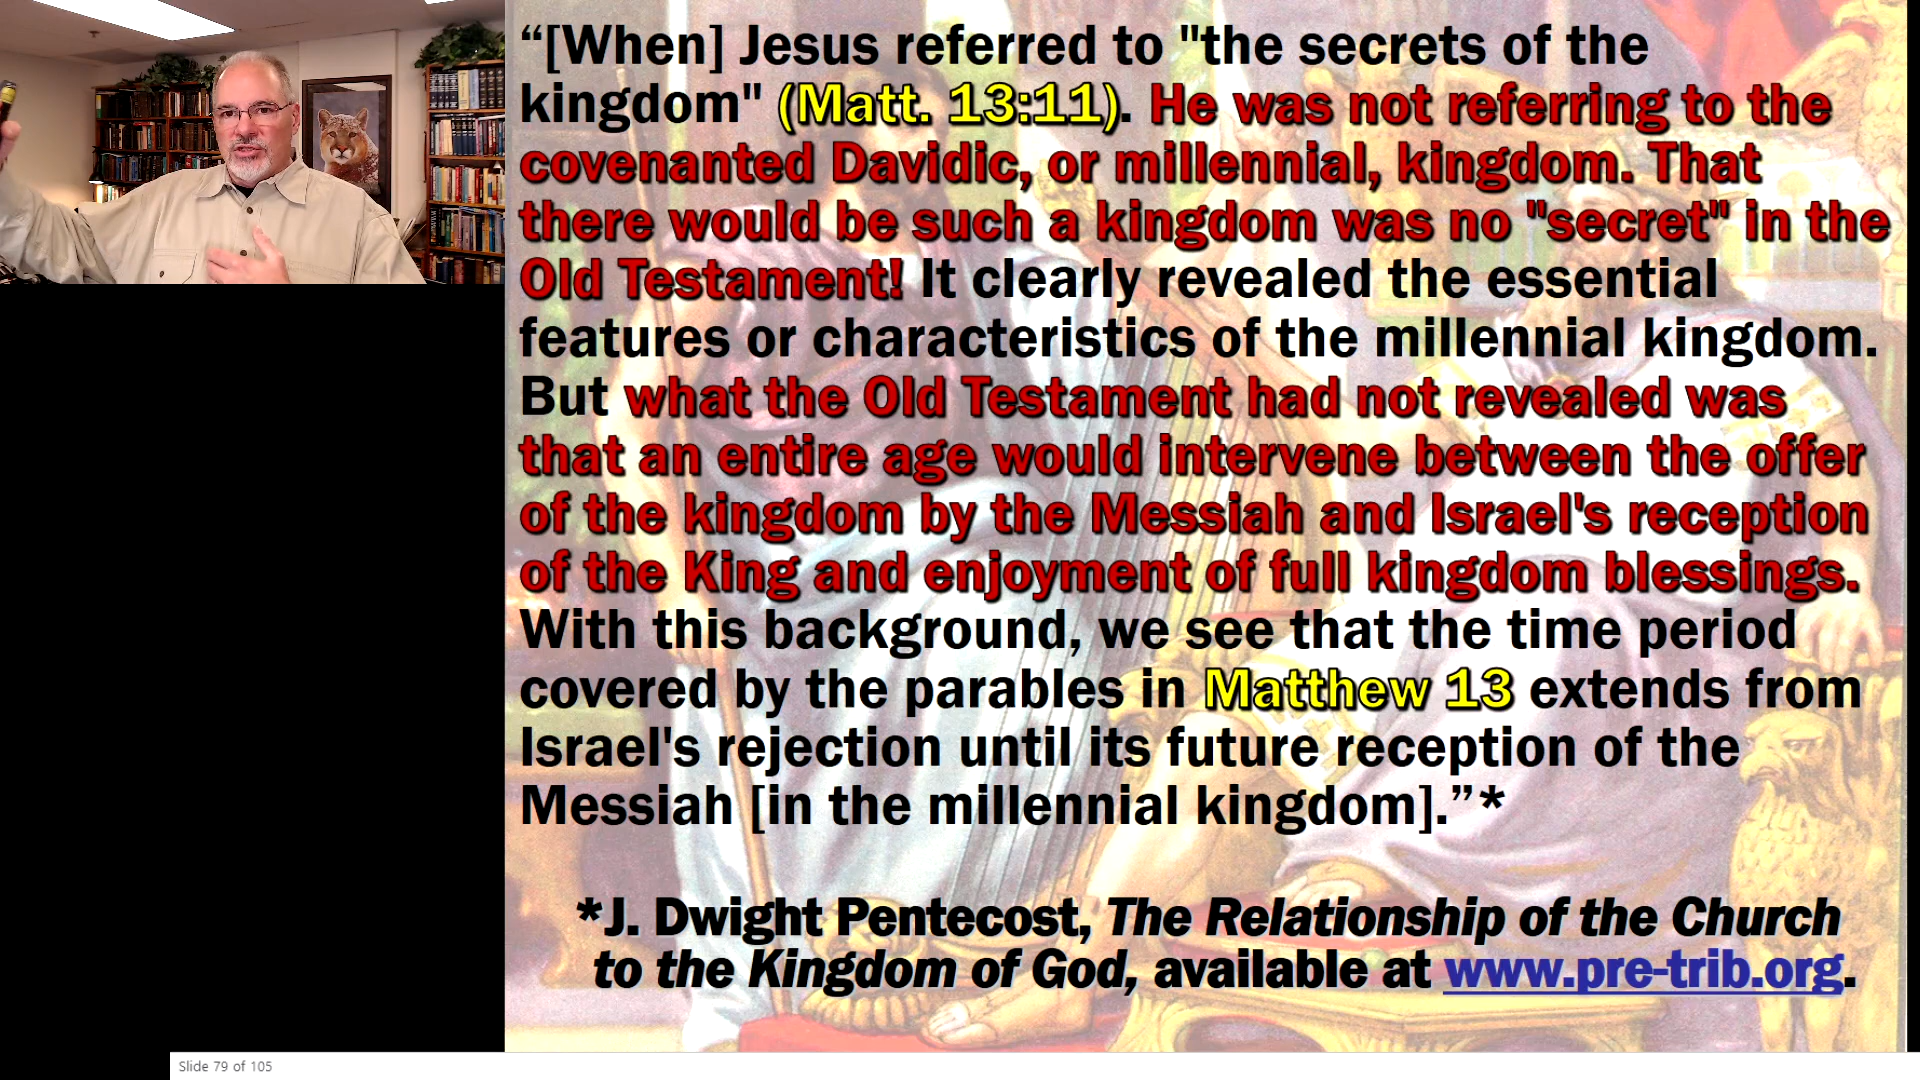 “[When] Jesus referred to "the secrets of the
kingdom" (Matt. 13:11). He was not referring to the
covenanted Davidic, or millennial, kingdom. That
there would be such a kingdom was no "secret" in the
Old Testament! It clearly revealed the essential
features or characteristics of the millennial kingdom.
But what the Old Testament had not revealed was
that an entire age would intervene between the offer
of the kingdom by the Messiah and Israel's reception
of the King and enjoyment of full kingdom blessings.
With this background, we see that the time period
covered by the parables in Matthew 13 extends from
Israel's rejection until its future reception of the
Messiah [in the millennial kingdom].”*
*J. Dwight Pentecost, The Relationship of the Church
to the Kingdom of God, available at www.pre-trib.org.
Slide 79 of 105